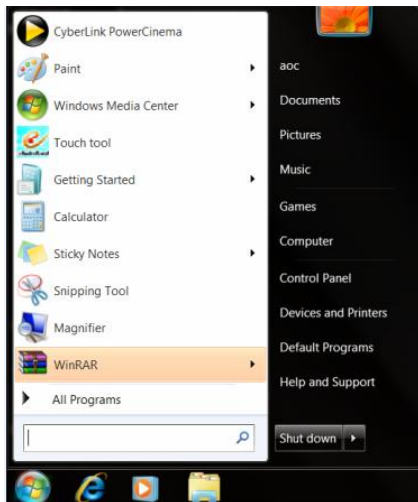 CyberLink PowerCinema
Paint
Windows Media Center
Touch tool
Getting Started
Calculator
Sticky Notes
Snipping Tool
Magnifier
WinRAR
All Programs
aoc
Documents
Pictures
Music
Games
Computer
Control Panel
Devices and Printers
Default Programs
Help and Support
Shut down